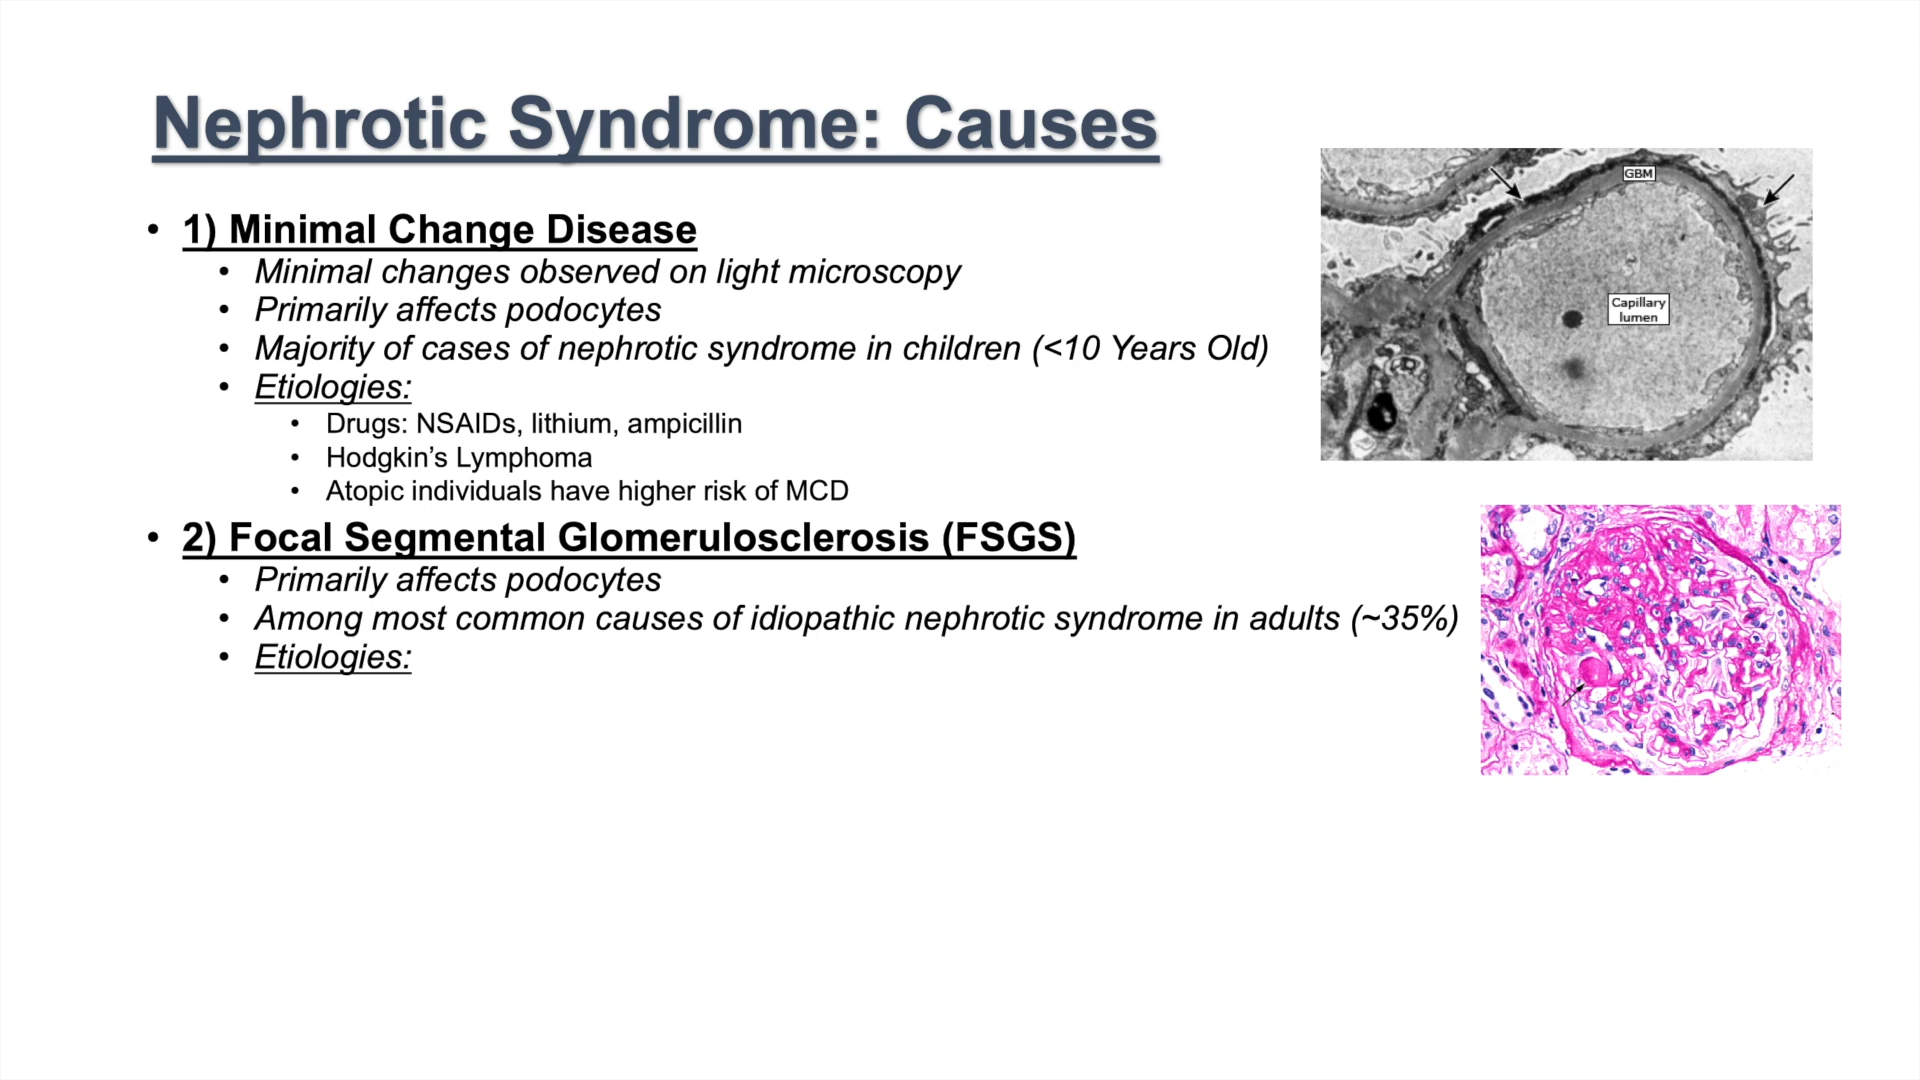 Nephrotic Syndrome: Causes
• 1) Minimal Change Disease
• Minimal changes observed on light microscopy
• Primarily affects podocytes
• Majority of cases of nephrotic syndrome in children (<10 Years Old)
• Etiologies:
• Drugs: NSAIDs, lithium, ampicillin
• Hodgkin’s Lymphoma
• Atopic individuals have higher risk of MCD
• 2) Focal Segmental Glomerulosclerosis (FSGS)
• Primarily affects podocytes
• Among most common causes of idiopathic nephrotic syndrome in adults (~35%)
• Etiologies:
GBM
Capillary
lumen